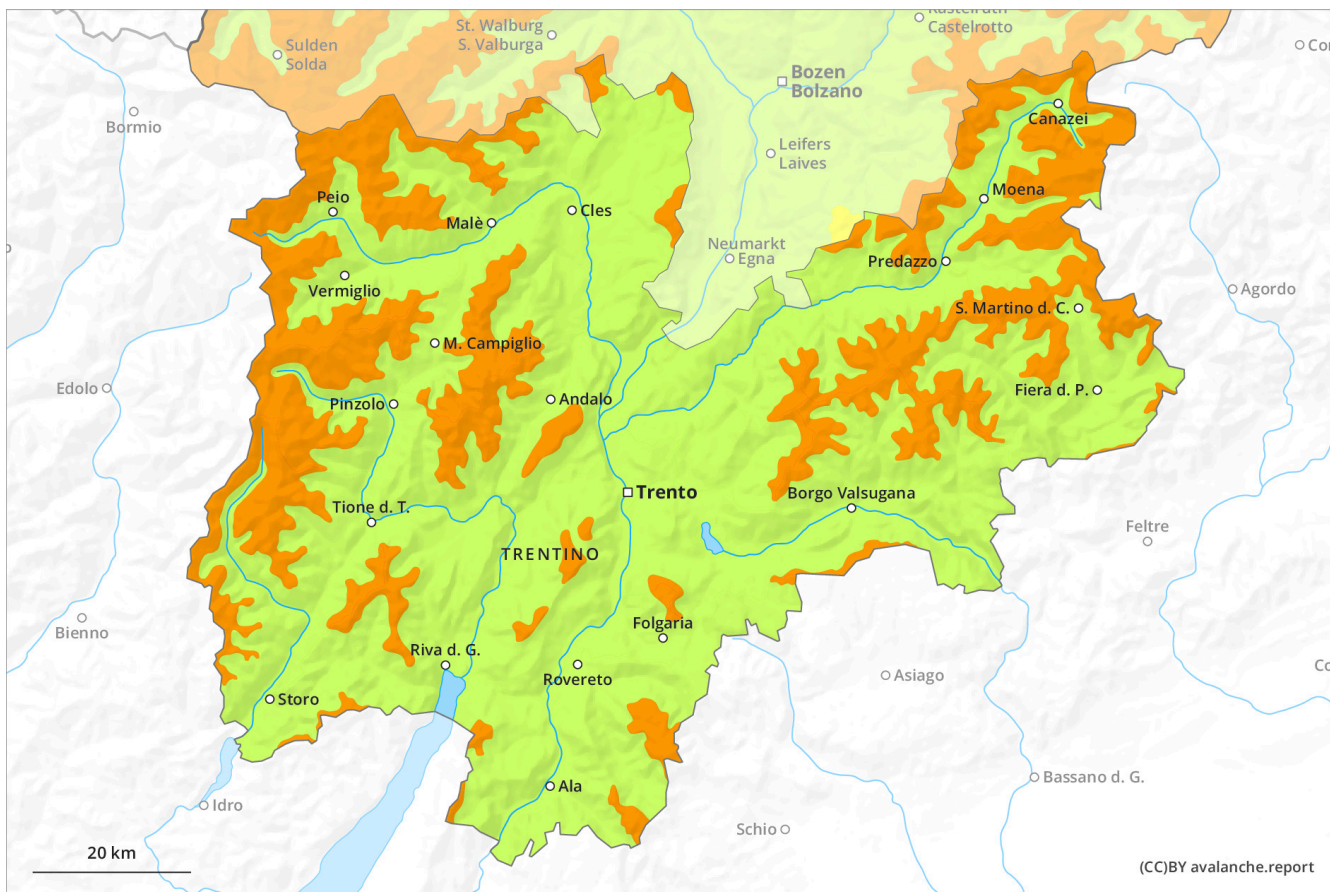 St. Walburg
S. Valburga
Kastelruth
Castelrotto
Sulden
Solda
Bozen
Bolzano
Bormio
Canazei
Leifers
Laives
Peio
Moena
Malè
Cles
Neumarkt
Egna
Predazzo
Vermiglio
Agordo
S. Martino d. C.
M. Campiglio
Edolo
Pinzolo
Andalo
Fiera d. P.
Trento
Borgo Valsugana
Tione d. T.
Feltre
TRENTINO
Bienno
Folgaria
Riva d. G.
Rovereto
Asiago
Storo
Ala
Bassano d. G.
Idro
Schio
20 km
(CC)BY avalanche.report